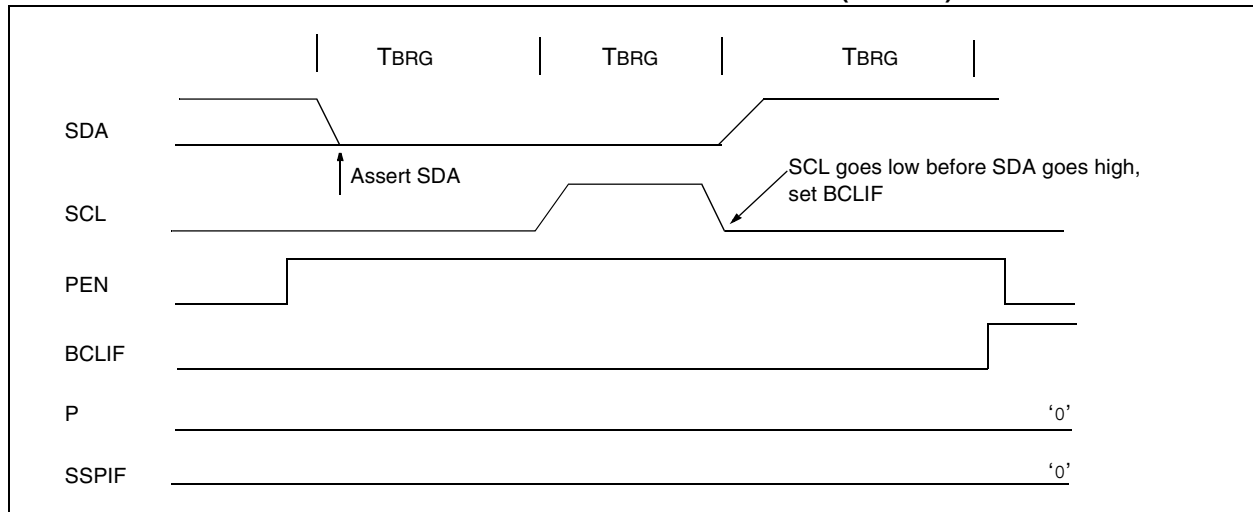 TBRG TBRG TBRG
SDA
Assert SDA
SCL goes low before SDA goes high,
set BCLIF
SCL
PEN
BCLIF
P
‘0’
SSPIF
‘0’